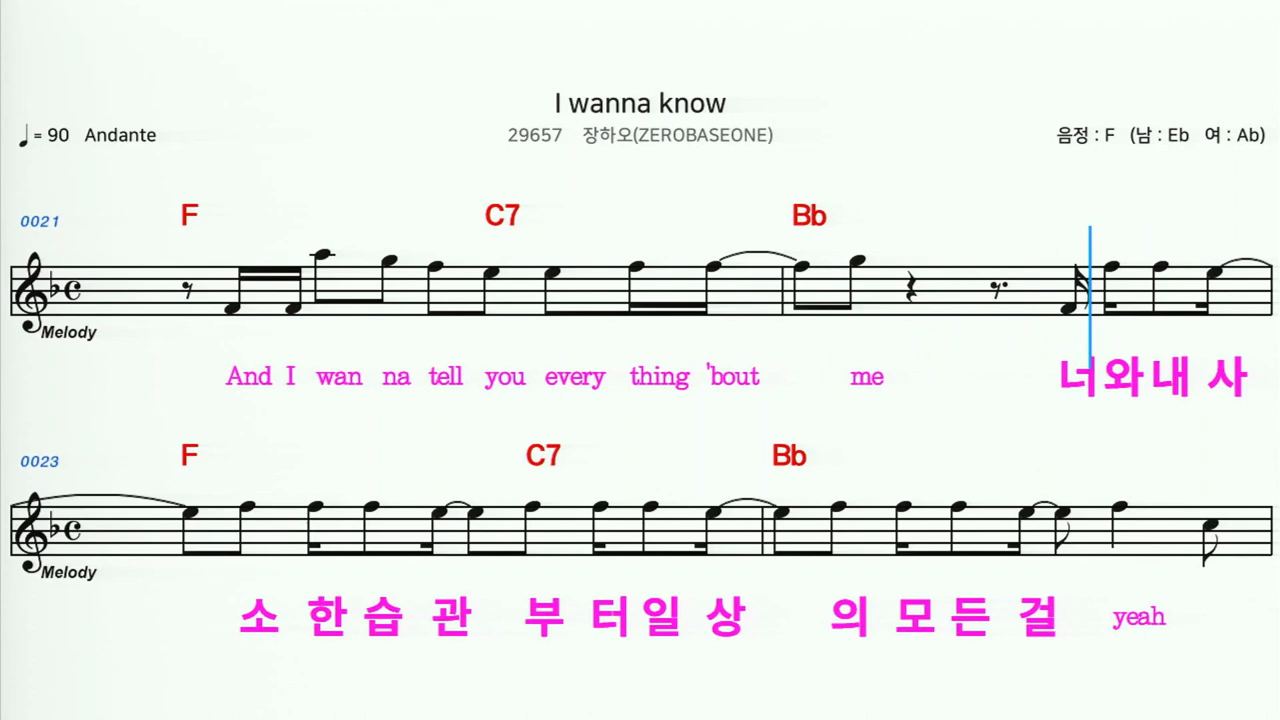 I wanna know
♩ = 90 Andante
29657 장하오(ZEROBASEONE)
음정 : F (남 : Eb 여 : Ab)
0021 F C7 Bb
Melody
And I wan na tell you every thing 'bout me 너와내 사
0023 F C7 Bb
Melody
소 한습관 부터일상 의모든걸 yeah